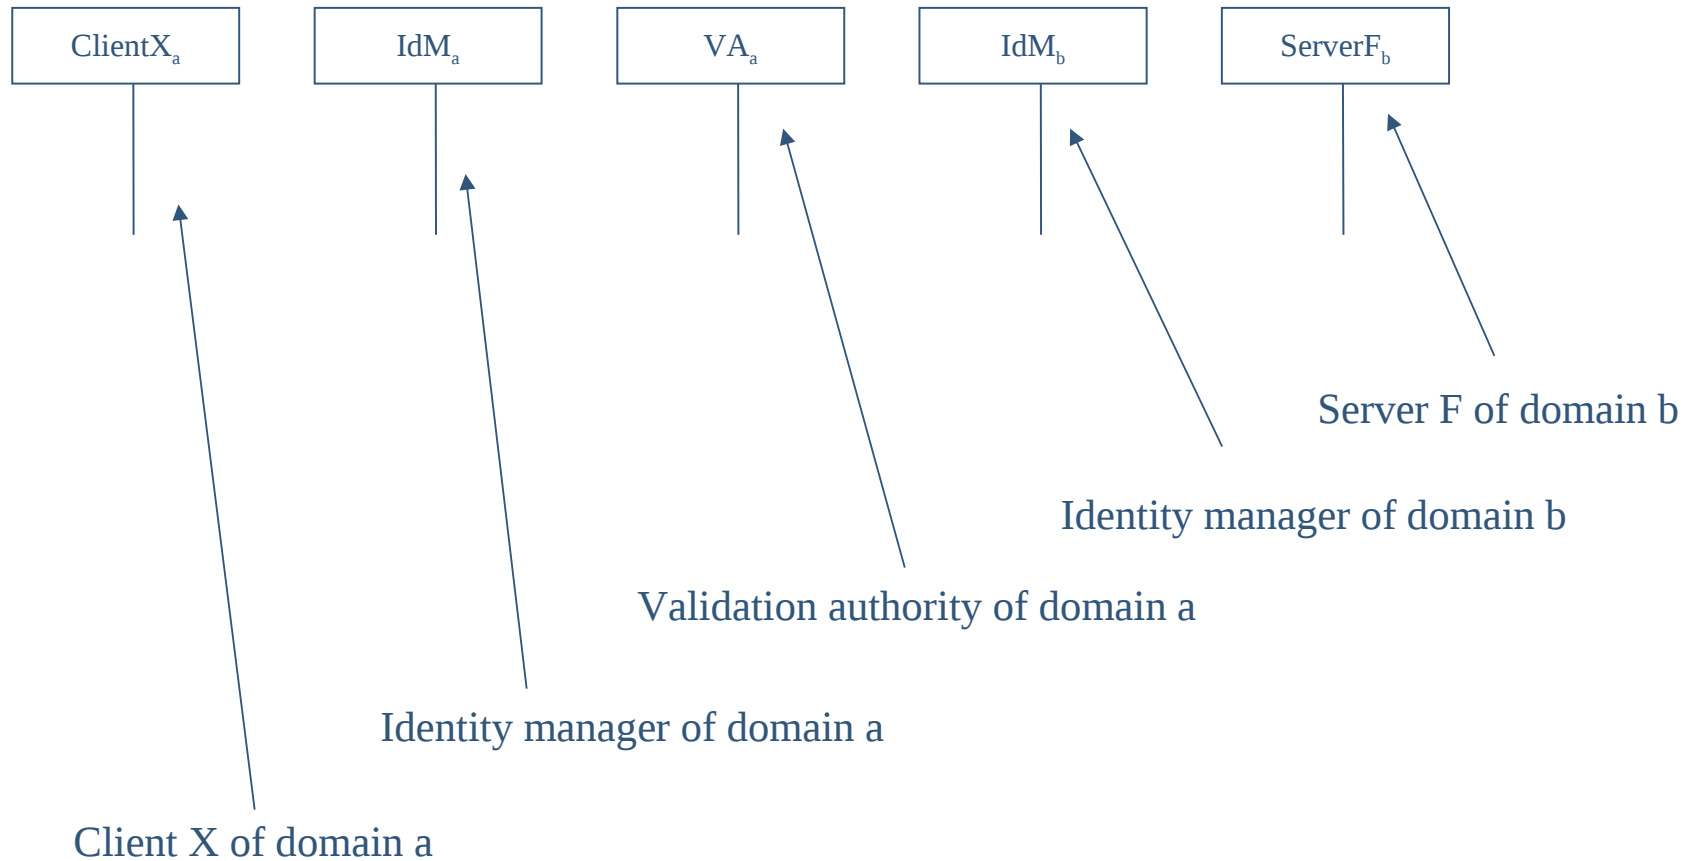 ClientXa
IdMa
VAa
IdMb
ServerFb
Server F of domain b
Identity manager of domain b
Validation authority of domain a
Identity manager of domain a
Client X of domain a